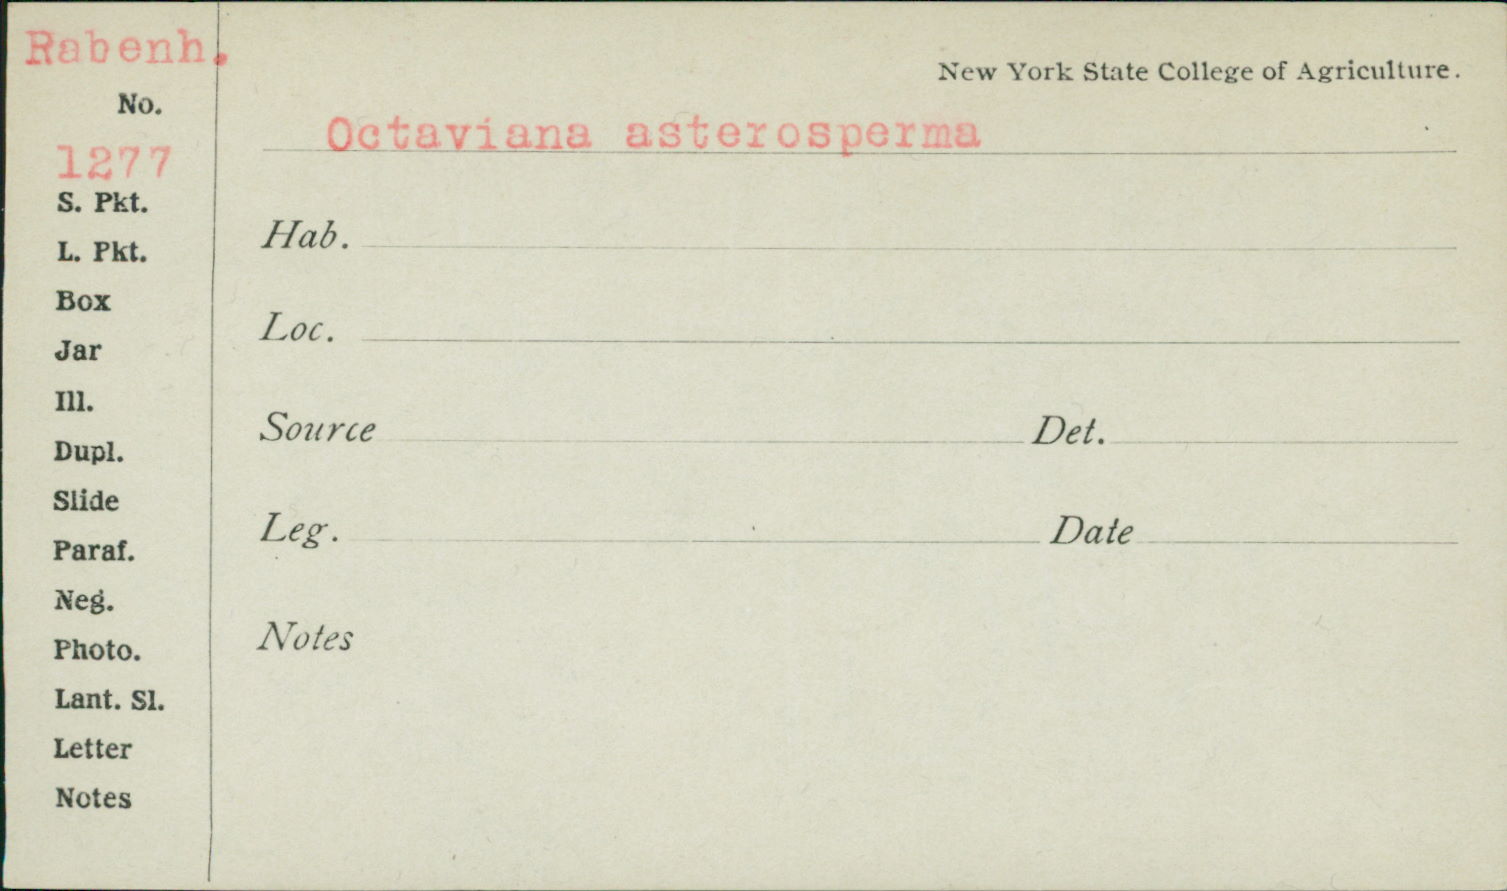 Rabenh.
No.
1277
S. Pkt.
L. Pkt.
Box
Jar
Ill.
Dupl.
Slide
Paraf.
Neg.
Photo.
Lant. Sl.
Letter
Notes
New York State College of Agriculture.
Octaviana asterosperma
Hab.
Loc.
Source Det.
Leg. Date
Notes